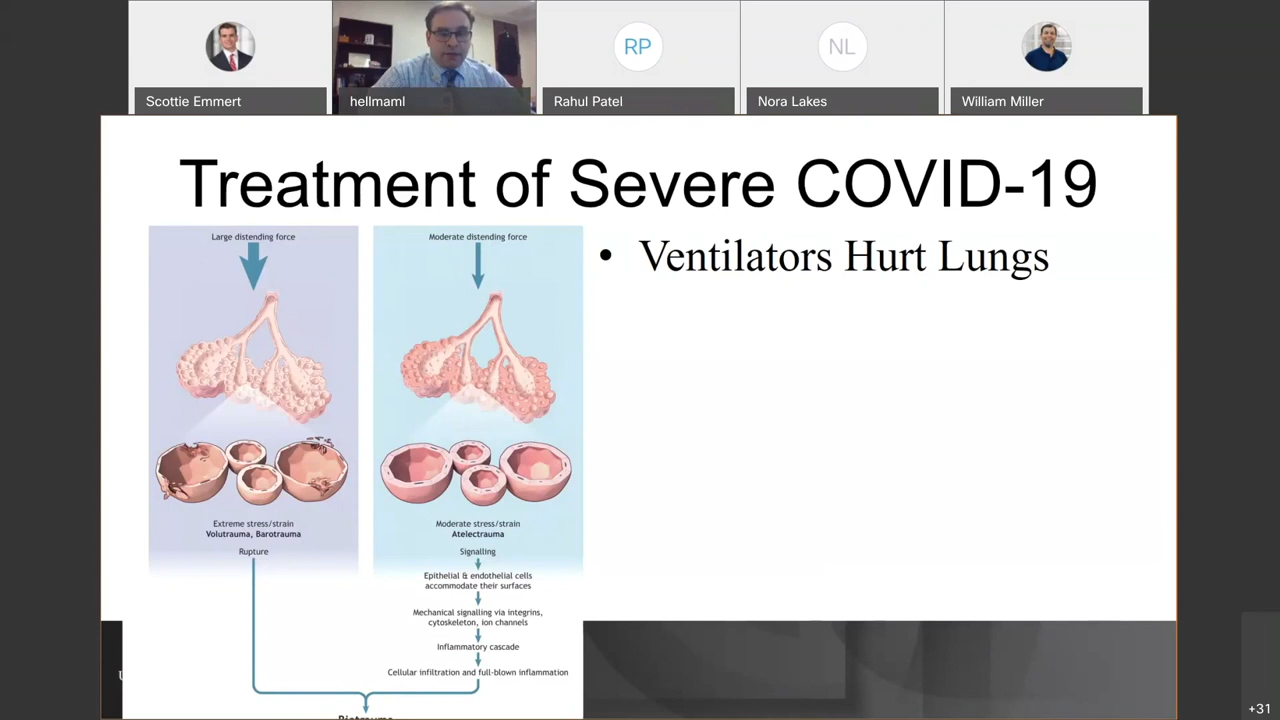 Scottie Emmert
hellmaml
RP
Rahul Patel
NL
Nora Lakes
William Miller
Treatment of Severe COVID-19
Large distending force
Moderate distending force
• Ventilators Hurt Lungs
Extreme stress/strain
Volutrauma, Barotrauma
Rupture
Moderate stress/strain
Atelectrauma
Signalling
Epithelial & endothelial cells
accommodate their surfaces
Mechanical signalling via integrins,
cytoskeleton, ion channels
Inflammatory cascade
Cellular infiltration and full-blown inflammation
Biotrauma
+31